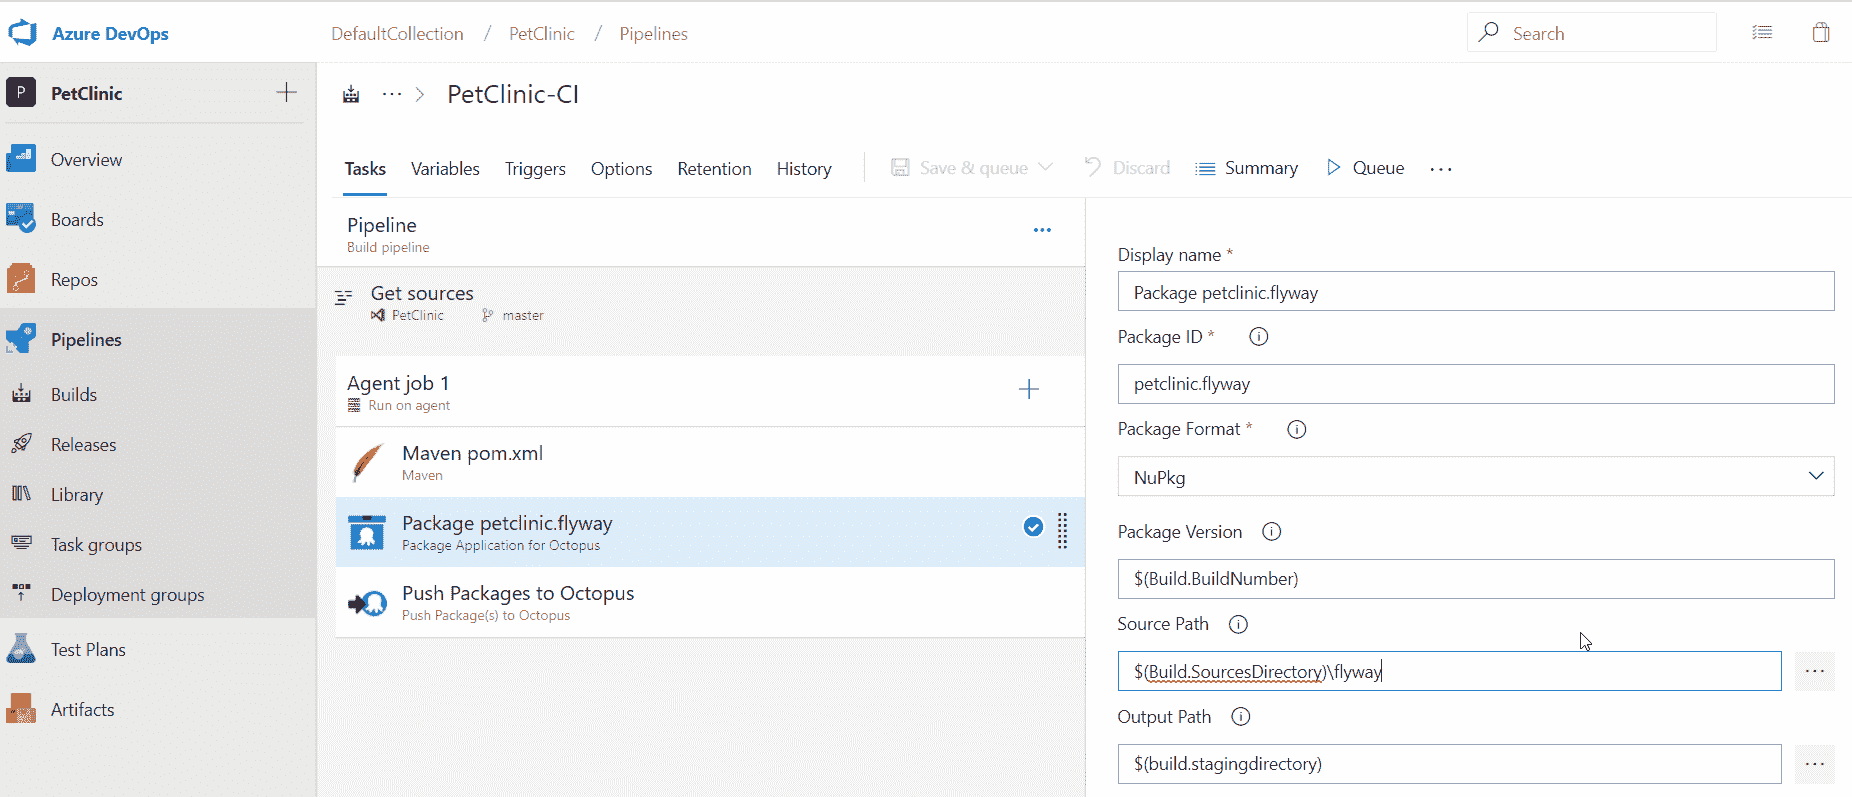 Azure DevOps
DefaultCollection / PetClinic / Pipelines
Search
P PetClinic
PetClinic-CI
Overview
Boards
Repos
Pipelines
Builds
Releases
Library
Task groups
Deployment groups
Test Plans
Artifacts
Tasks Variables Triggers Options Retention History Save & queue Discard Summary Queue
Pipeline
Build pipeline
Get sources
PetClinic master
Agent job 1
Run on agent
Maven pom.xml
Maven
Package petclinic.flyway
Package Application for Octopus
Push Packages to Octopus
Push Package(s) to Octopus
Display name *
Package petclinic.flyway
Package ID *
petclinic.flyway
Package Format *
NuPkg
Package Version
$(Build.BuildNumber)
Source Path
$(Build.SourcesDirectory)\flyway
Output Path
$(build.stagingdirectory)